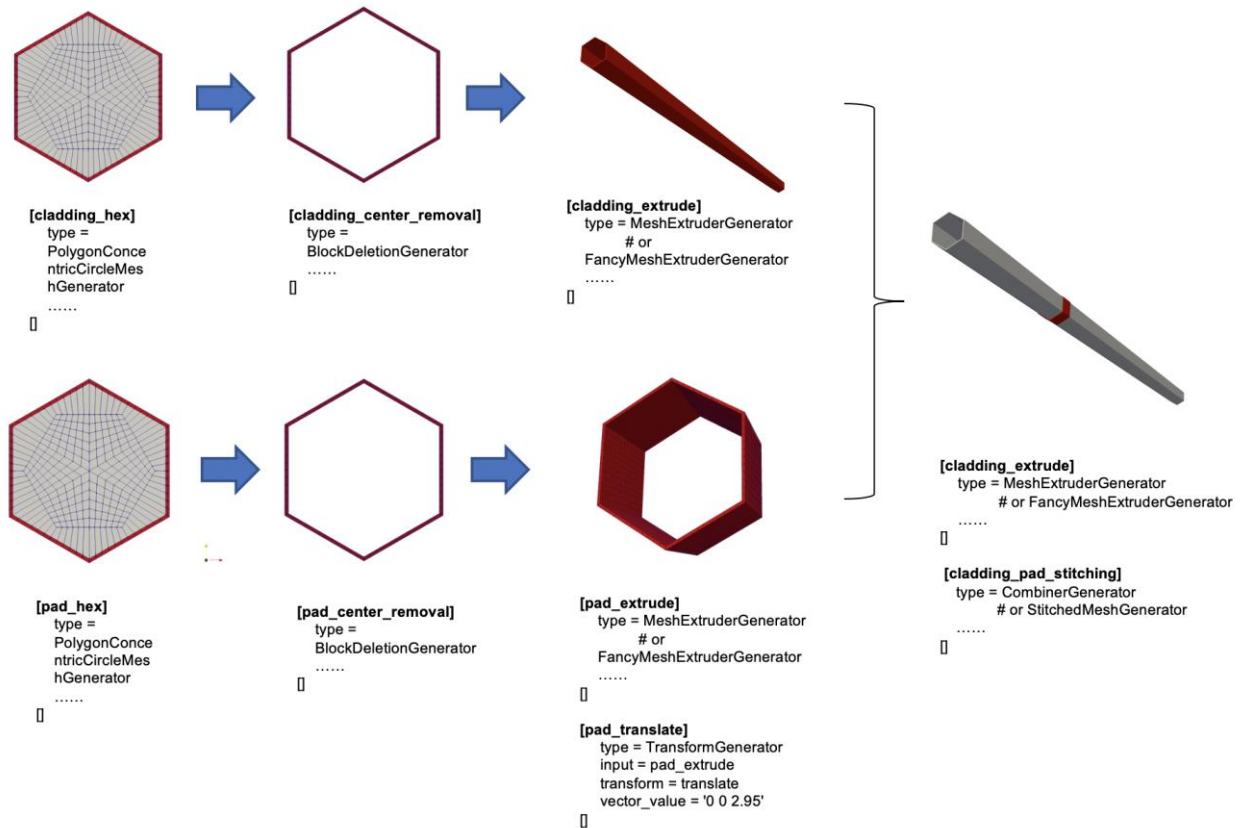 [cladding_hex]
type =
PolygonConce
ntricCircleMes
hGenerator
……
[]
[cladding_center_removal]
type =
BlockDeletionGenerator
……
[]
[cladding_extrude]
type = MeshExtruderGenerator
# or
FancyMeshExtruderGenerator
……
[]
[pad_hex]
type =
PolygonConce
ntricCircleMes
hGenerator
……
[]
[pad_center_removal]
type =
BlockDeletionGenerator
……
[]
[pad_extrude]
type = MeshExtruderGenerator
# or
FancyMeshExtruderGenerator
……
[]
[pad_translate]
type = TransformGenerator
input = pad_extrude
transform = translate
vector_value = '0 0 2.95'
[]
[cladding_extrude]
type = MeshExtruderGenerator
# or FancyMeshExtruderGenerator
……
[]
[cladding_pad_stitching]
type = CombinerGenerator
# or StitchedMeshGenerator
……
[]